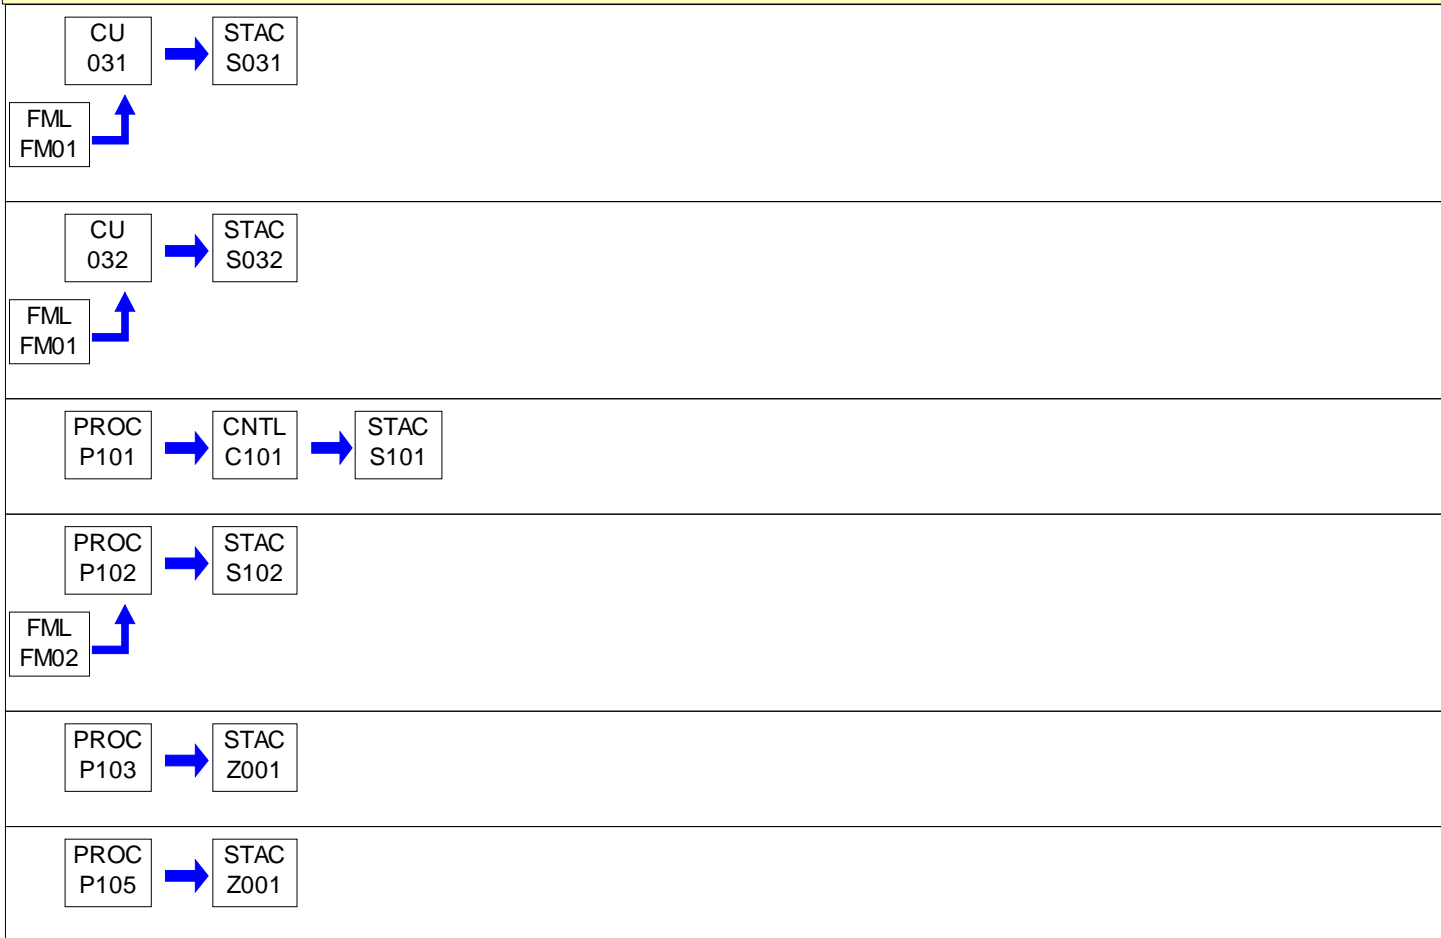 CU
031
STAC
S031
FML
FM01
CU
032
STAC
S032
FML
FM01
PROC
P101
CNTL
C101
STAC
S101
PROC
P102
STAC
S102
FML
FM02
PROC
P103
STAC
Z001
PROC
P105
STAC
Z001